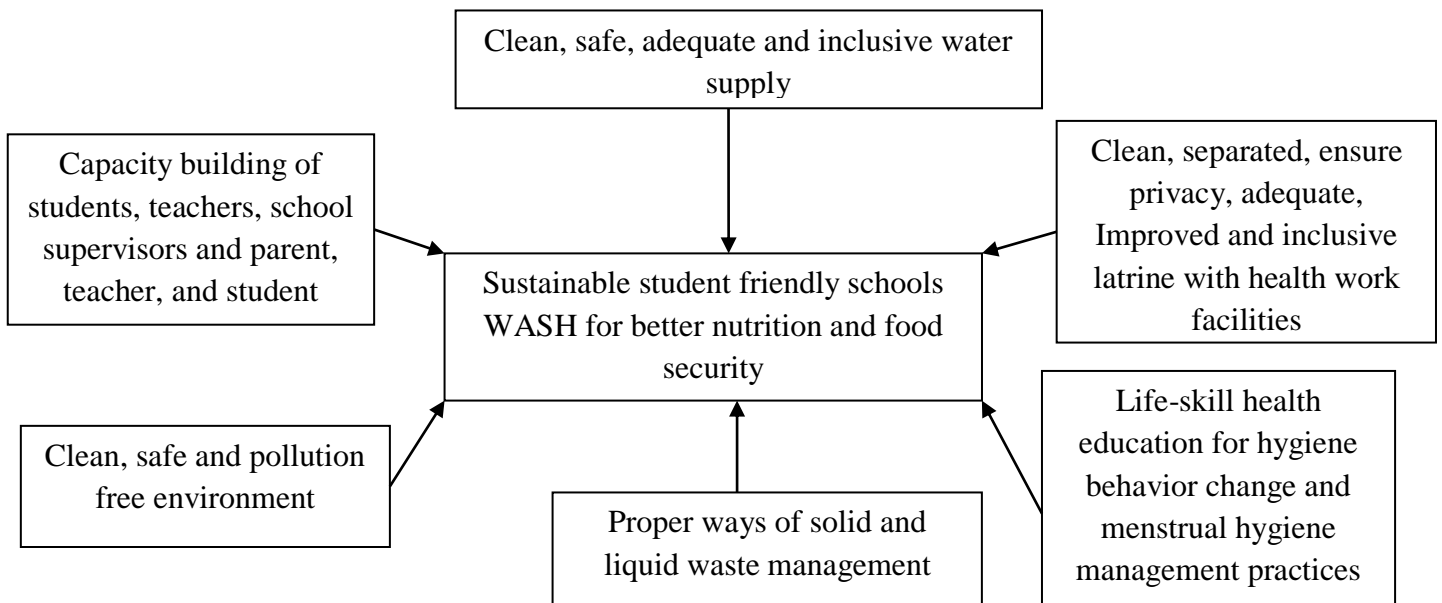 Clean, safe, adequate and inclusive water
supply
Capacity building of
students, teachers, school
supervisors and parent,
teacher, and student
Clean, separated, ensure
privacy, adequate,
Improved and inclusive
latrine with health work
facilities
Sustainable student friendly schools
WASH for better nutrition and food
security
Clean, safe and pollution
free environment
Proper ways of solid and
liquid waste management
Life-skill health
education for hygiene
behavior change and
menstrual hygiene
management practices